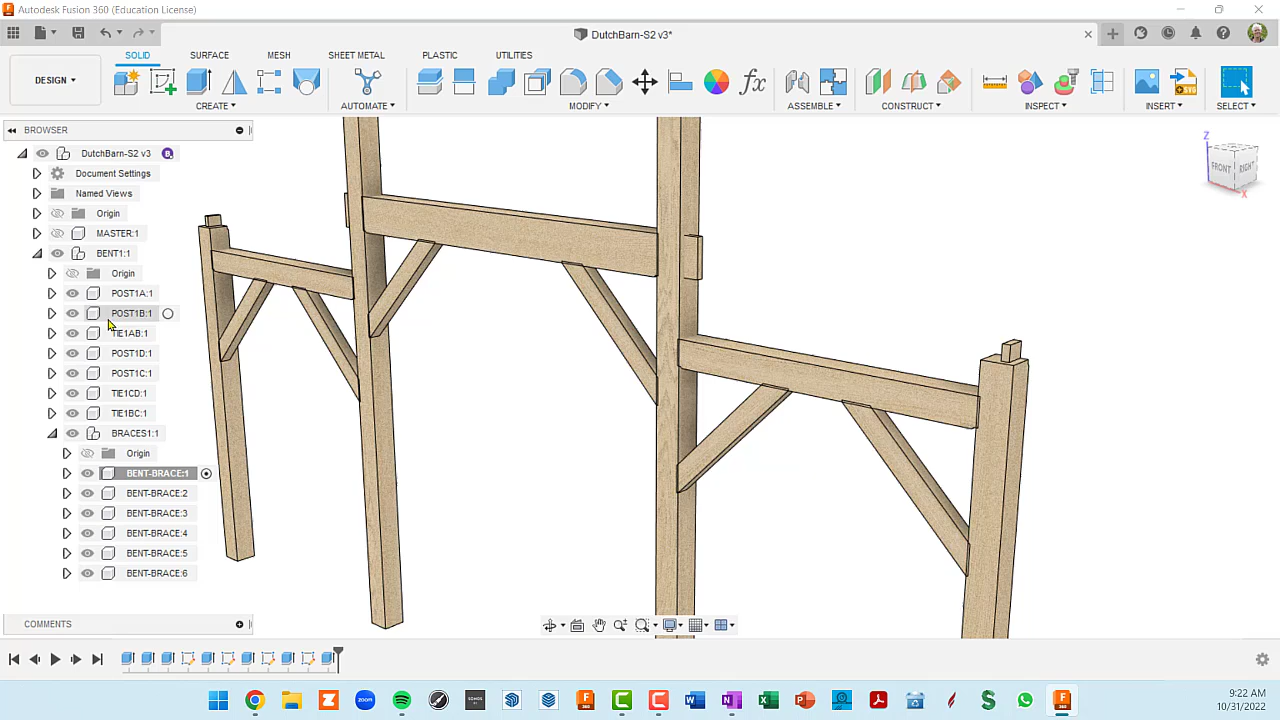 Autodesk Fusion 360 (Education License)
DutchBarn-S2 v3*
SOLID SURFACE MESH SHEET METAL PLASTIC UTILITIES
DESIGN
CREATE AUTOMATE MODIFY ASSEMBLE CONSTRUCT INSPECT INSERT SELECT
BROWSER
DutchBarn-S2 v3
Document Settings
Named Views
Origin
MASTER:1
BENT1:1
Origin
POST1A:1
POST1B:1
TIE1AB:1
POST1D:1
POST1C:1
TIE1CD:1
TIE1BC:1
BRACES1:1
Origin
BENT-BRACE:1
BENT-BRACE:2
BENT-BRACE:3
BENT-BRACE:4
BENT-BRACE:5
BENT-BRACE:6
COMMENTS
Z
FRONT RIGHT
X
zoom
SONOS
9:22 AM
10/31/2022